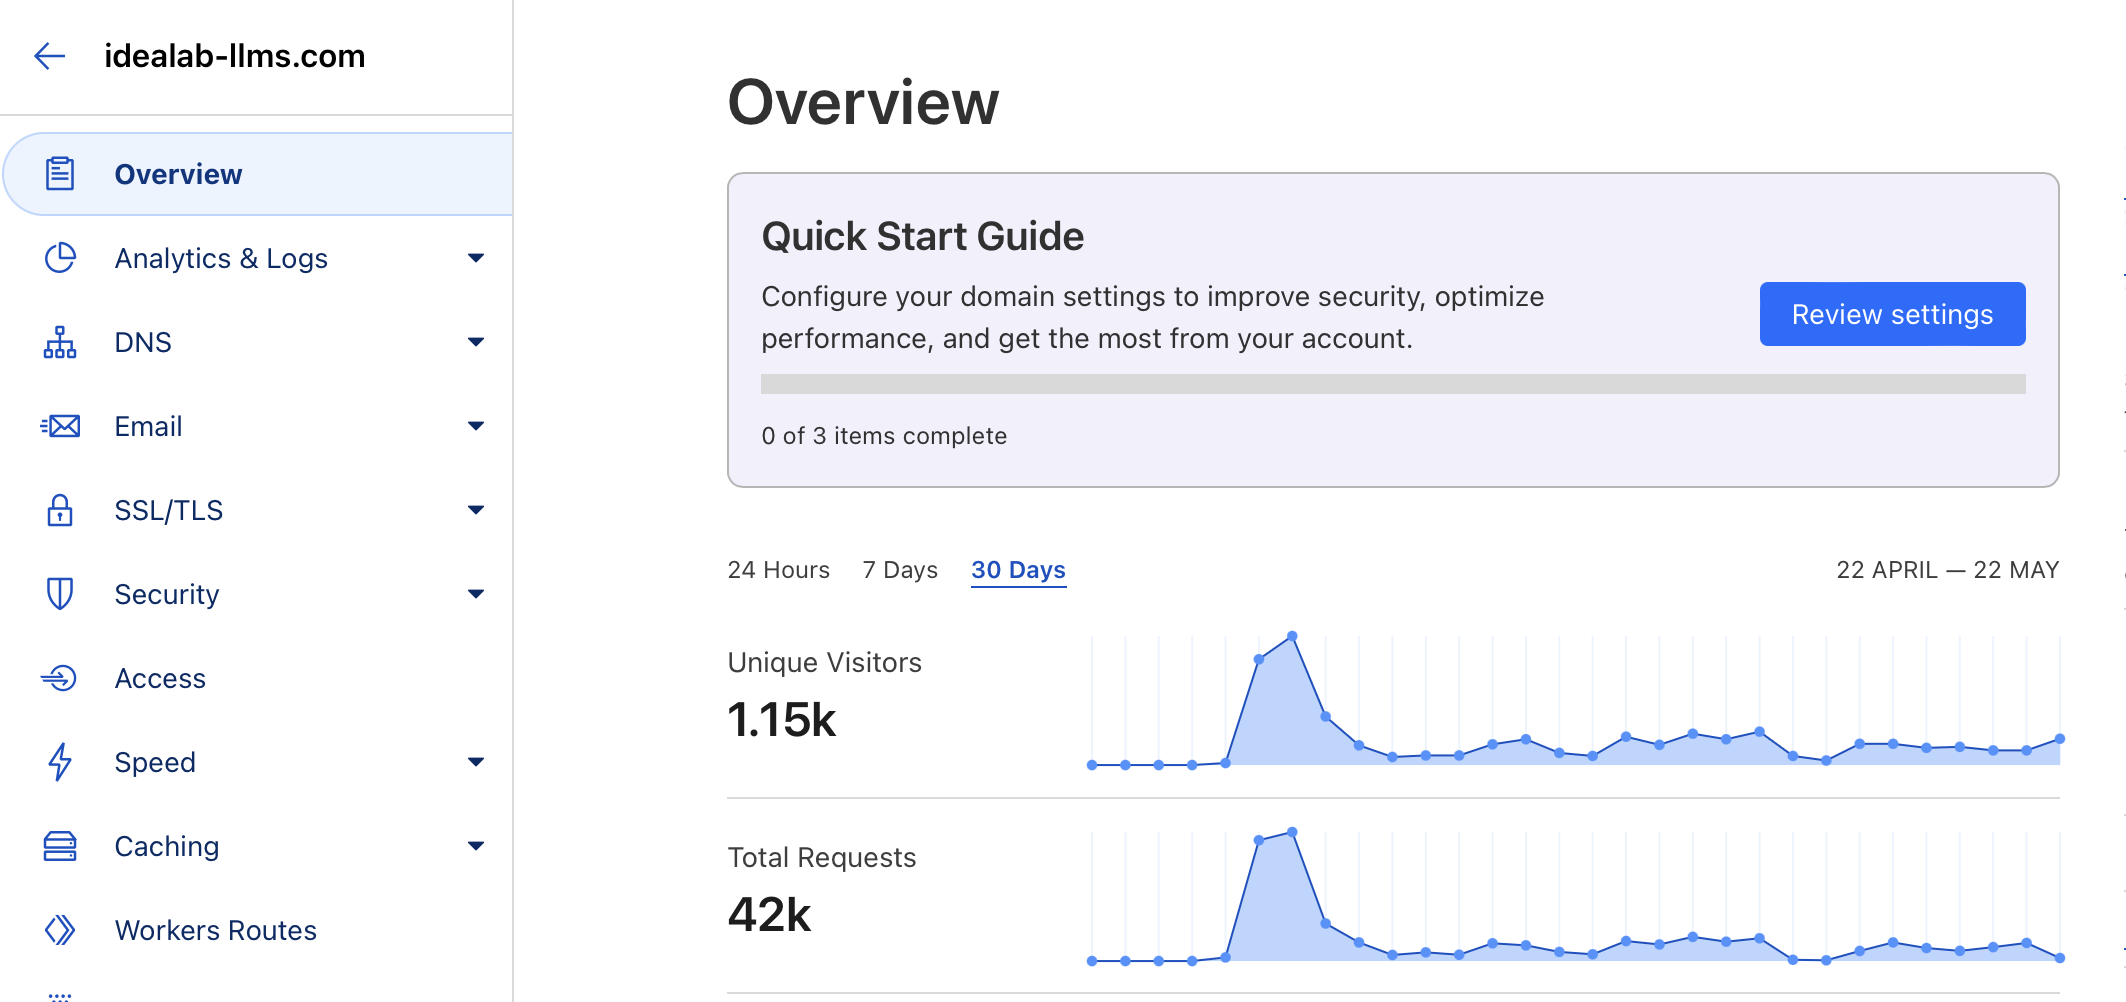 idealab-llms.com
Overview
Analytics & Logs
DNS
Email
SSL/TLS
Security
Access
Speed
Caching
Workers Routes
Overview
Quick Start Guide
Configure your domain settings to improve security, optimize
performance, and get the most from your account.
Review settings
0 of 3 items complete
24 Hours 7 Days 30 Days
22 APRIL — 22 MAY
Unique Visitors
1.15k
Total Requests
42k